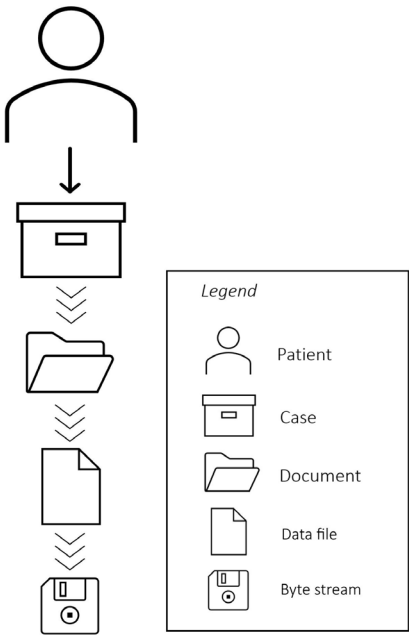 Legend
Patient
Case
Document
Data file
Byte stream